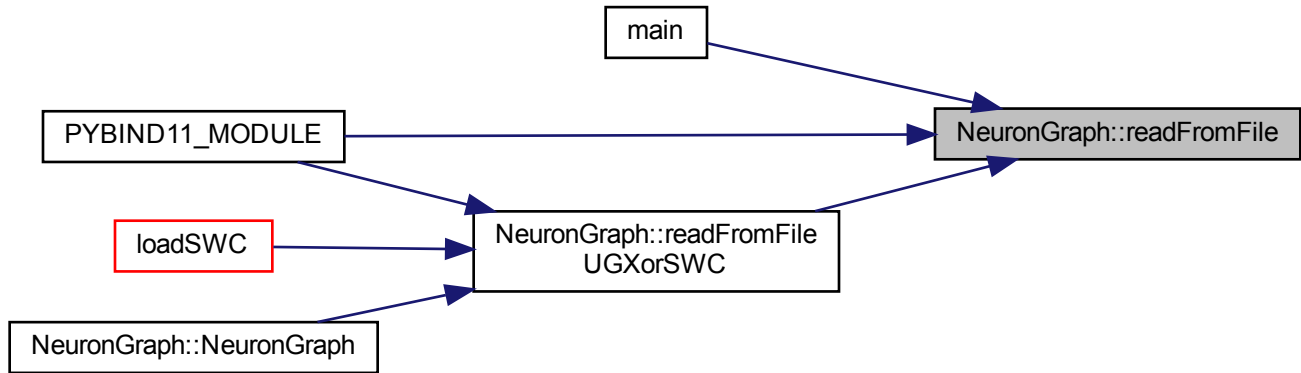 main
PYBIND11_MODULE
NeuronGraph::readFromFile
loadSWC
NeuronGraph::readFromFile
UGXorSWC
NeuronGraph::NeuronGraph